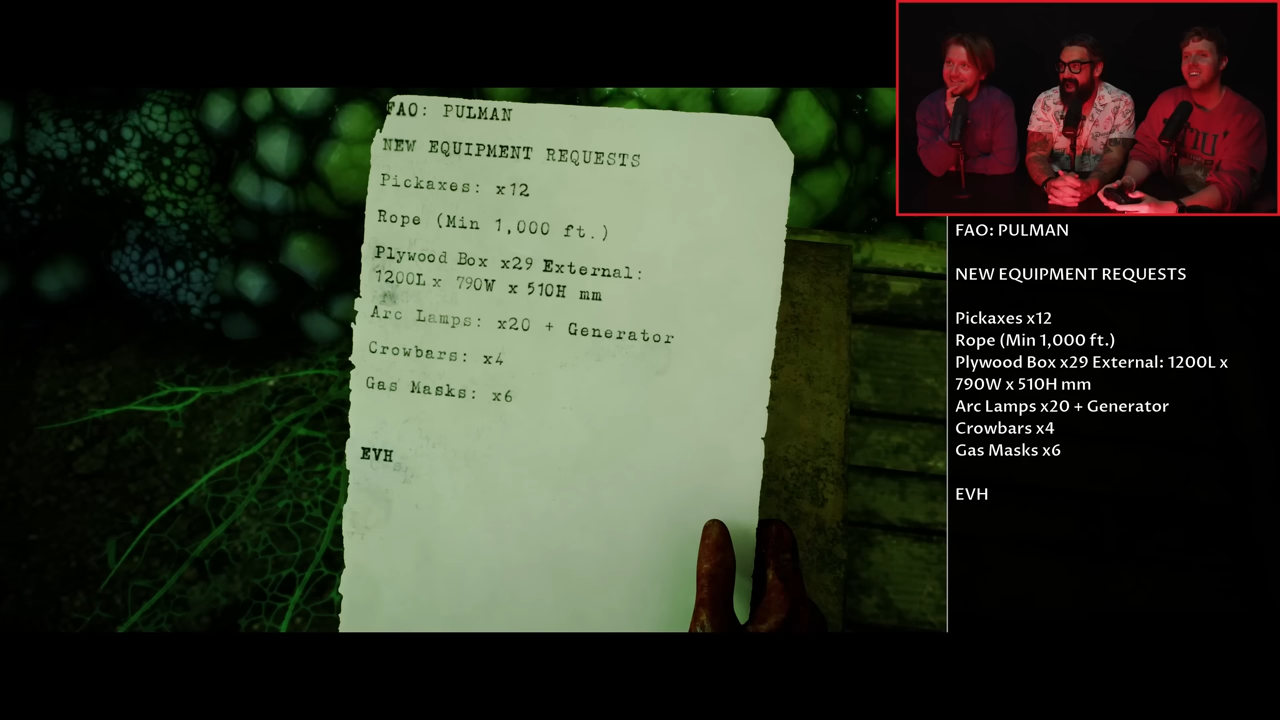 FAO: PULMAN
NEW EQUIPMENT REQUESTS
Pickaxes: x12
Rope (Min 1,000 ft.)
Plywood Box x29 External:
1200L x 790W x 510H mm
Arc Lamps: x20 + Generator
Crowbars: x4
Gas Masks: x6
EVH
FAO: PULMAN
NEW EQUIPMENT REQUESTS
Pickaxes x12
Rope (Min 1,000 ft.)
Plywood Box x29 External: 1200L x
790W x 510H mm
Arc Lamps x20 + Generator
Crowbars x4
Gas Masks x6
EVH